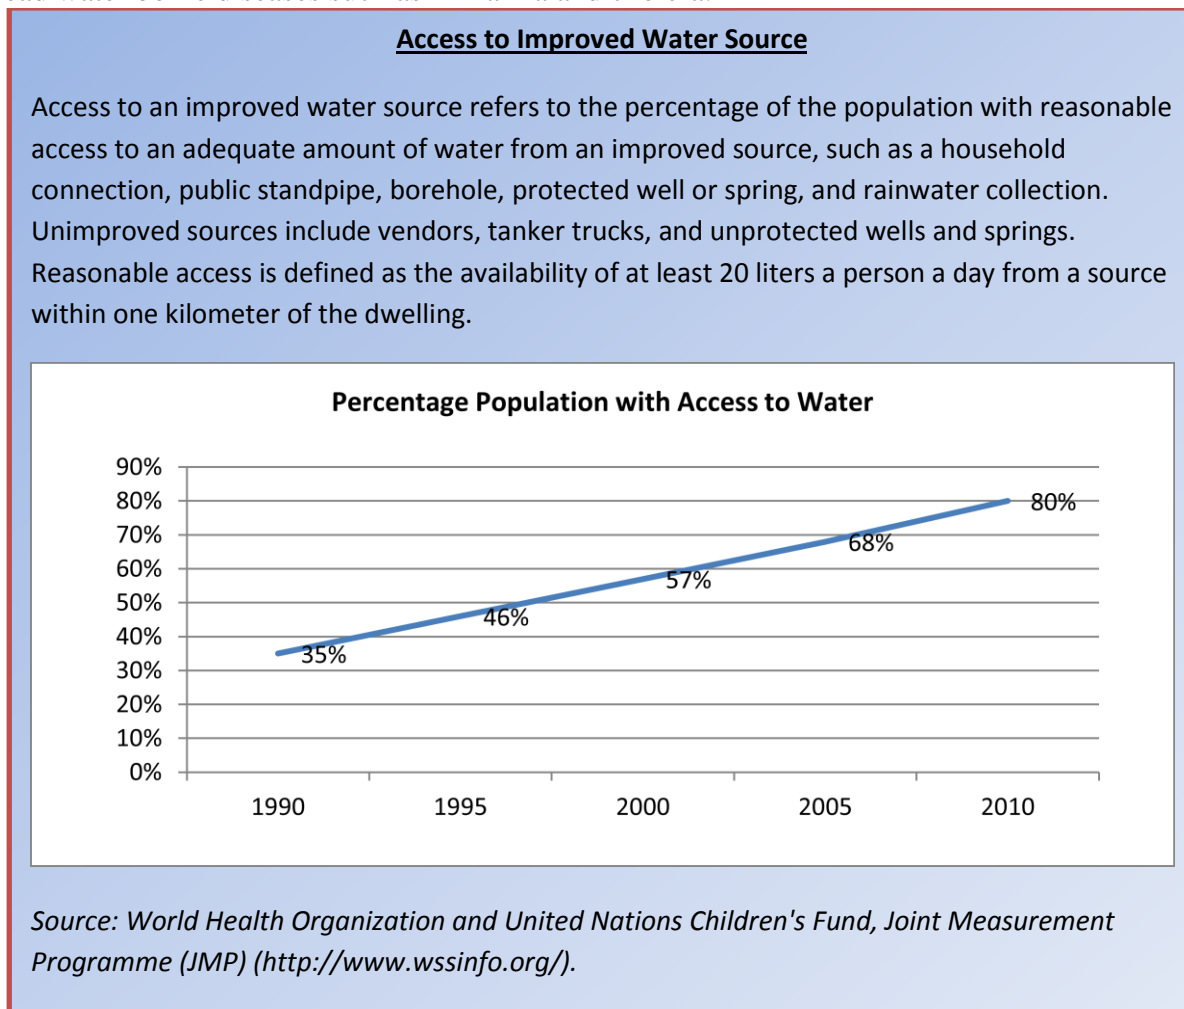 Access to Improved Water Source
Access to an improved water source refers to the percentage of the population with reasonable
access to an adequate amount of water from an improved source, such as a household
connection, public standpipe, borehole, protected well or spring, and rainwater collection.
Unimproved sources include vendors, tanker trucks, and unprotected wells and springs.
Reasonable access is defined as the availability of at least 20 liters a person a day from a source
within one kilometer of the dwelling.
Percentage Population with Access to Water
90%
80%
70%
60%
50%
40%
30%
20%
10%
0%
35%
46%
57%
68%
80%
1990 1995 2000 2005 2010
Source: World Health Organization and United Nations Children's Fund, Joint Measurement
Programme (JMP) (http://www.wssinfo.org/).